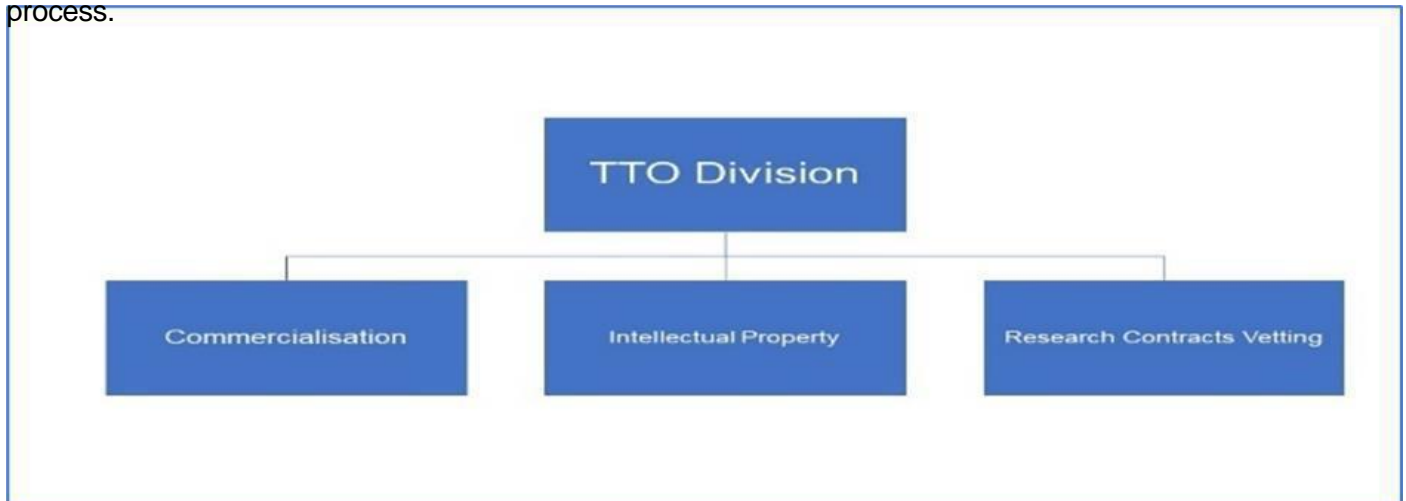 process.
TTO Division
Commercialisation
Intellectual Property
Research Contracts Vetting